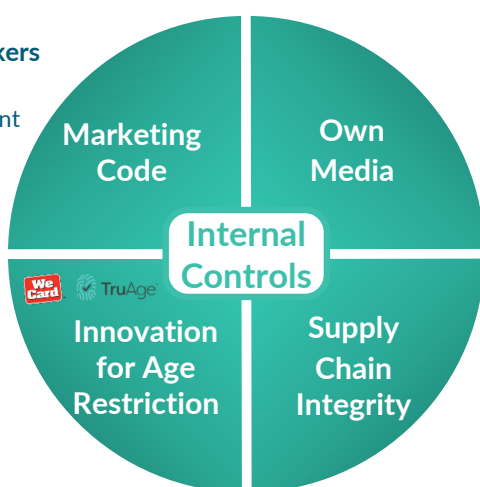 kers
nt
Marketing
Code
Own
Media
Internal
Controls
We
Card
TruAge
Innovation
for Age
Restriction
Supply
Chain
Integrity